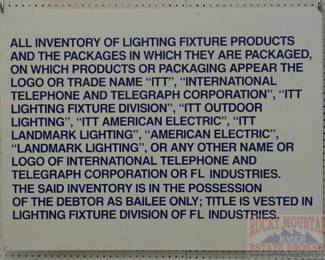 ALL INVENTORY OF LIGHTING FIXTURE PRODUCTS
AND THE PACKAGES IN WHICH THEY ARE PACKAGED,
ON WHICH PRODUCTS OR PACKAGING APPEAR THE
LOGO OR TRADE NAME “ITT”, “INTERNATIONAL
TELEPHONE AND TELEGRAPH CORPORATION”, “ITT
LIGHTING FIXTURE DIVISION”, “ITT OUTDOOR
LIGHTING”, “ITT AMERICAN ELECTRIC”, “ITT
LANDMARK LIGHTING”, “AMERICAN ELECTRIC”,
“LANDMARK LIGHTING”, OR ANY OTHER NAME OR
LOGO OF INTERNATIONAL TELEPHONE AND
TELEGRAPH CORPORATION OR FL INDUSTRIES.
THE SAID INVENTORY IS IN THE POSSESSION
OF THE DEBTOR AS BAILEE ONLY; TITLE IS VESTED IN
LIGHTING FIXTURE DIVISION OF FL INDUSTRIES.
ROCKY MOUNTAIN
RMEB
ESTATE BROKERS